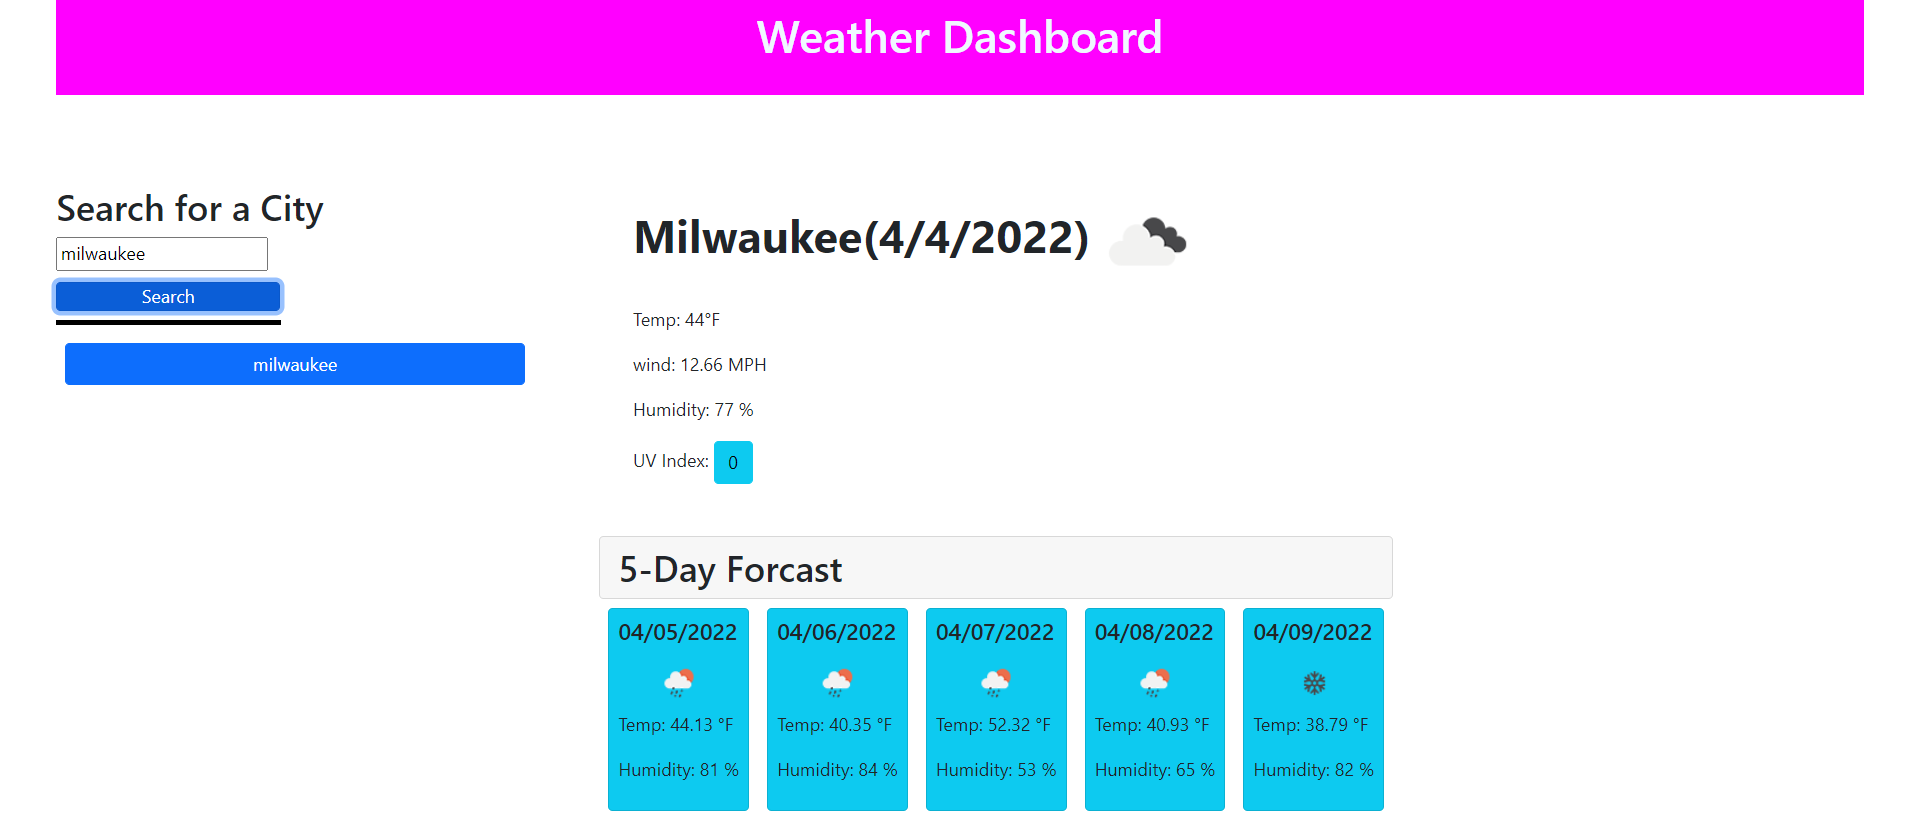 Weather Dashboard
Search for a City
milwaukee
Search
milwaukee
Milwaukee(4/4/2022)
Temp: 44°F
wind: 12.66 MPH
Humidity: 77 %
UV Index: 0
5-Day Forcast
04/05/2022
Temp: 44.13 °F
Humidity: 81 %
04/06/2022
Temp: 40.35 °F
Humidity: 84 %
04/07/2022
Temp: 52.32 °F
Humidity: 53 %
04/08/2022
Temp: 40.93 °F
Humidity: 65 %
04/09/2022
Temp: 38.79 °F
Humidity: 82 %